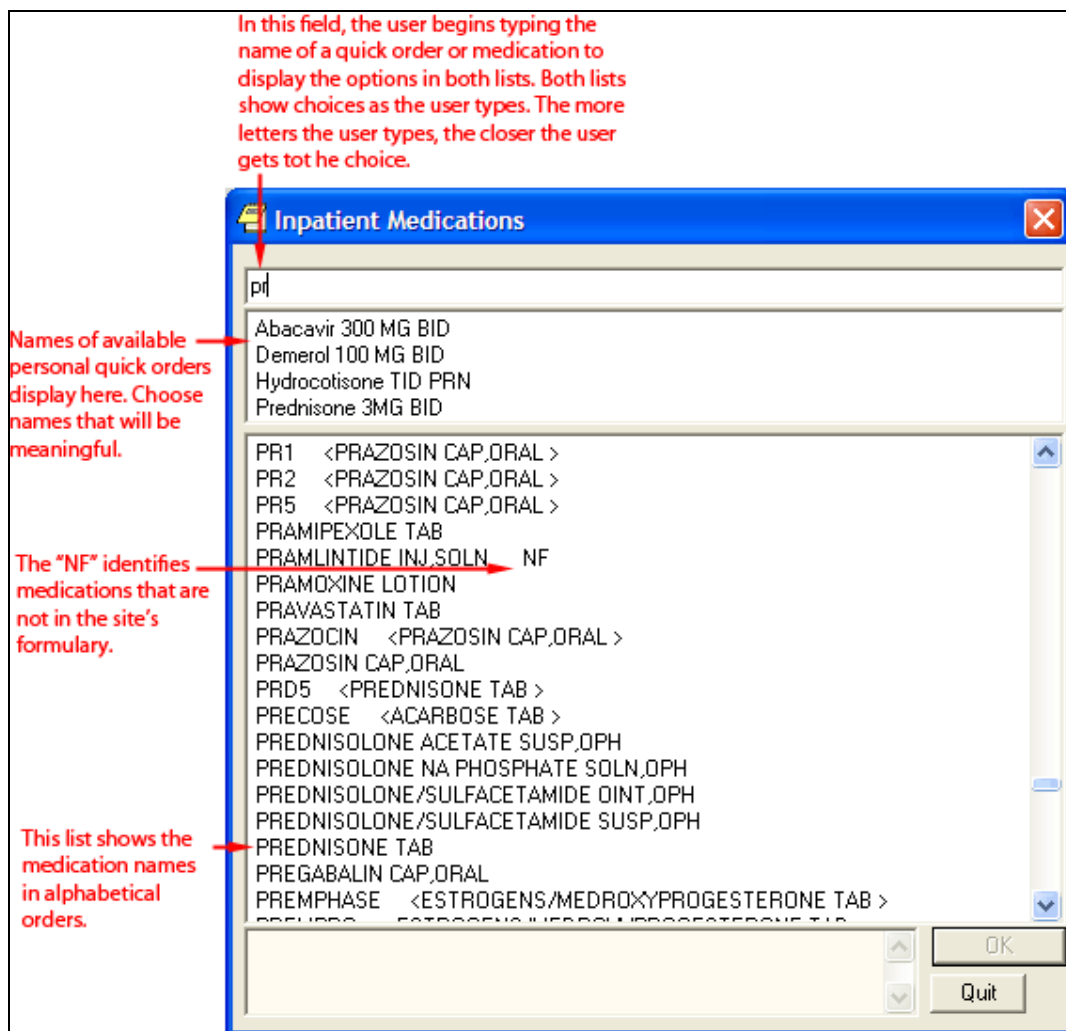 In this field, the user begins typing the
name of a quick order or medication to
display the options in both lists. Both lists
show choices as the user types. The more
letters the user types, the closer the user
gets tot he choice.
Inpatient Medications
pr
Names of available
personal quick orders
display here. Choose
names that will be
meaningful.
Abacavir 300 MG BID
Demerol 100 MG BID
Hydrocotisone TID PRN
Prednisone 3MG BID
PR1 <PRAZOSIN CAP,ORAL >
PR2 <PRAZOSIN CAP,ORAL >
PR5 <PRAZOSIN CAP,ORAL >
PRAMIPEXOLE TAB
PRAMLINTIDE INJ,SOLN NF
PRAMOXINE LOTION
PRAVASTATIN TAB
PRAZOCIN <PRAZOSIN CAP,ORAL >
PRAZOSIN CAP,ORAL
PRD5 <PREDNISONE TAB >
PRECOSE <ACARBOSE TAB >
PREDNISOLONE ACETATE SUSP,OPH
PREDNISOLONE NA PHOSPHATE SOLN,OPH
PREDNISOLONE/SULFACETAMIDE OINT,OPH
PREDNISOLONE/SULFACETAMIDE SUSP,OPH
PREDNISONE TAB
PREGABALIN CAP,ORAL
PREMPHASE <ESTROGENS/MEDROXYPROGESTERONE TAB >
The "NF" identifies
medications that are
not in the site's
formulary.
This list shows the
medication names
in alphabetical
orders.
OK
Quit